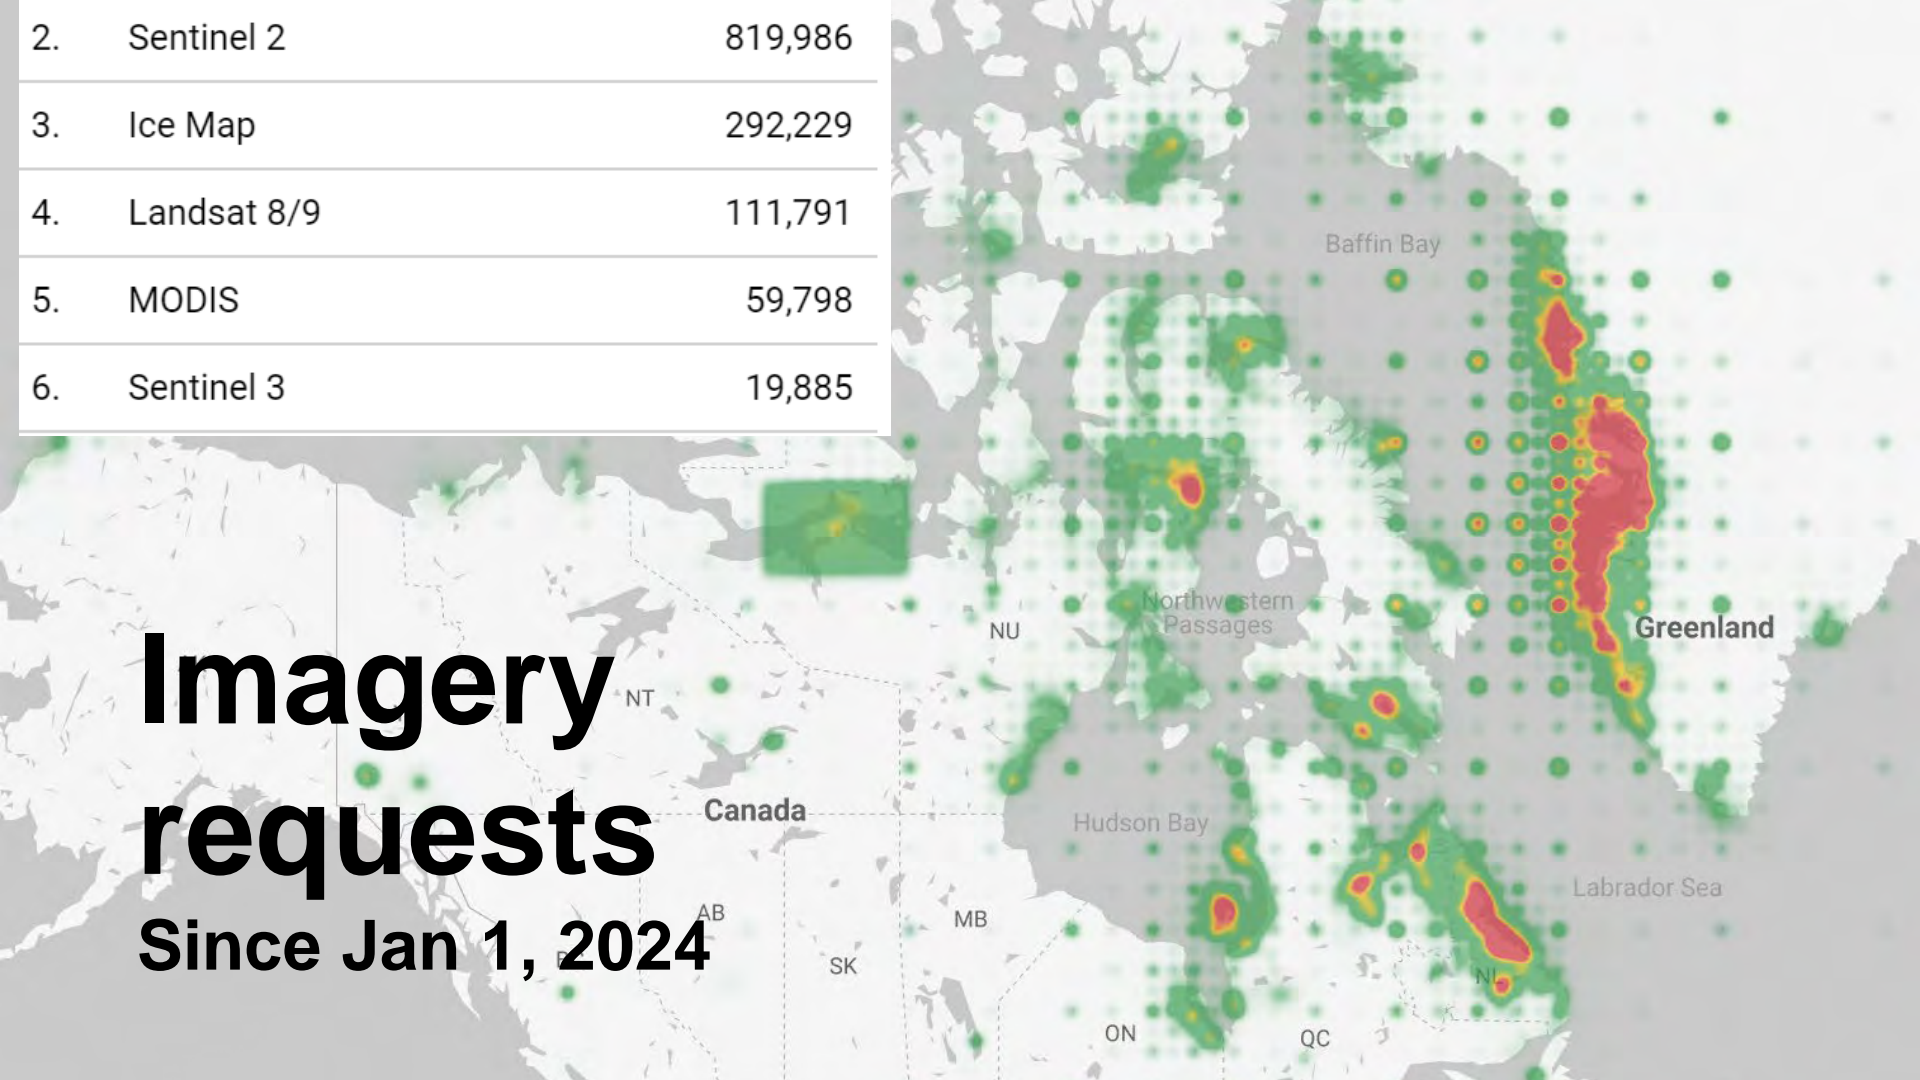 2. Sentinel 2 819,986
3. Ice Map 292,229
4. Landsat 8/9 111,791
5. MODIS 59,798
6. Sentinel 3 19,885
Baffin Bay
Northwestern
Passages
NU
Greenland
Imagery
NT
requests
Canada
Hudson Bay
Labrador Sea
AB
MB
Since Jan 1, 2024
SK
NL
ON
QC